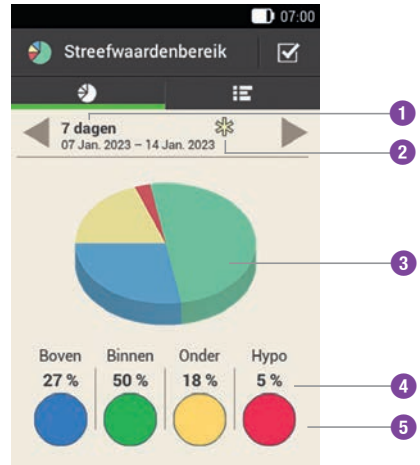 07:00
Streefwaardenbereik
7 dagen
07 Jan. 2023 – 14 Jan. 2023
1
2
3
Boven Binnen Onder Hypo
27 % 50 % 18 % 5 %
4
5